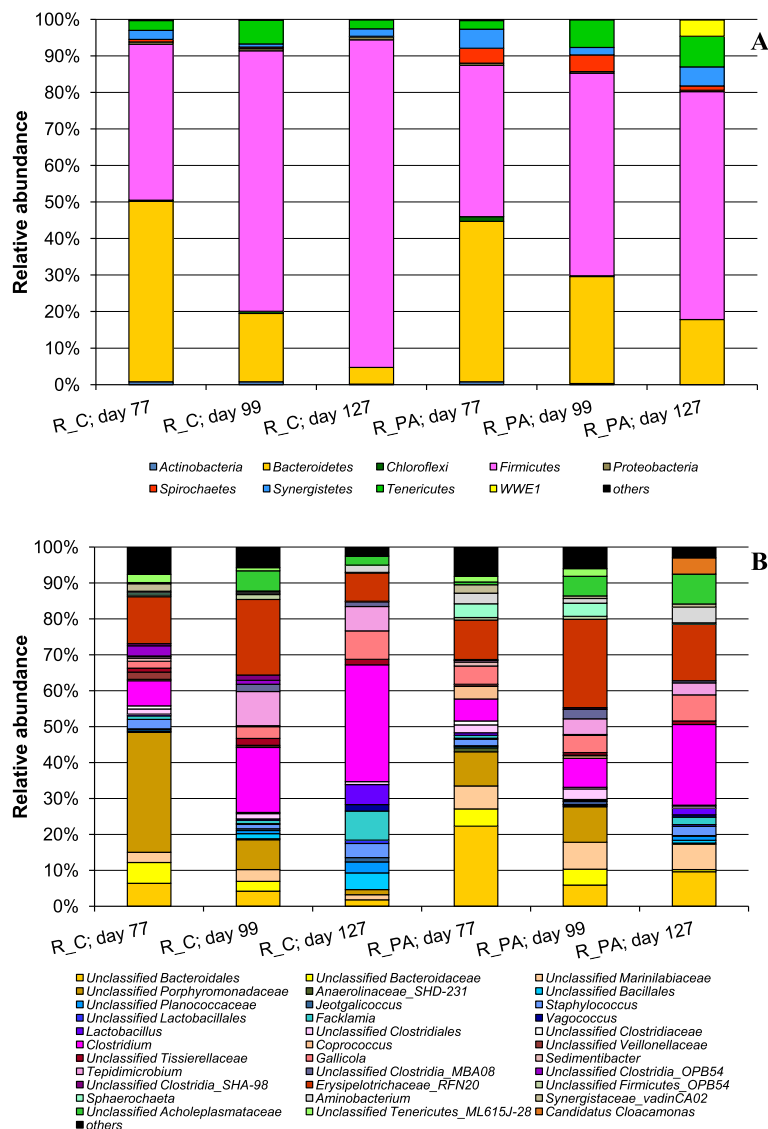 A
100%
90%
80%
70%
60%
50%
40%
30%
20%
10%
0%
Relative abundance
R_C; day 77
R_C; day 99
R_C; day 127
R_PA; day 77
R_PA; day 99
R_PA; day 127
Actinobacteria Bacteroidetes Chloroflexi Firmicutes Proteobacteria
Spirochaetes Synergistetes Tenericutes WWE1 others
B
100%
90%
80%
70%
60%
50%
40%
30%
20%
10%
0%
Relative abundance
R_C; day 77
R_C; day 99
R_C; day 127
R_PA; day 77
R_PA; day 99
R_PA; day 127
Unclassified Bacteroidales Unclassified Bacteroidaceae Unclassified Marinilabiaceae
Unclassified Porphyromonadaceae Anaerolinaceae_SHD-231 Unclassified Bacillales
Unclassified Planococcaceae Jeotgalicoccus Staphylococcus
Unclassified Lactobacillales Facklamia Vagococcus
Lactobacillus Unclassified Clostridiales Unclassified Clostridiaceae
Clostridium Coprococcus Unclassified Veillonellaceae
Unclassified Tissierellaceae Gallicola Sedimentibacter
Tepidimicrobium Unclassified Clostridia_MBA08 Unclassified Clostridia_OPB54
Unclassified Clostridia_SHA-98 Erysipelotrichaceae_RFN20 Unclassified Firmicutes_OPB54
Sphaerochaeta Aminobacterium Synergistaceae_vadinCA02
Unclassified Acholeplasmataceae Unclassified Tenericutes_ML615J-28 Candidatus Cloacamonas
others